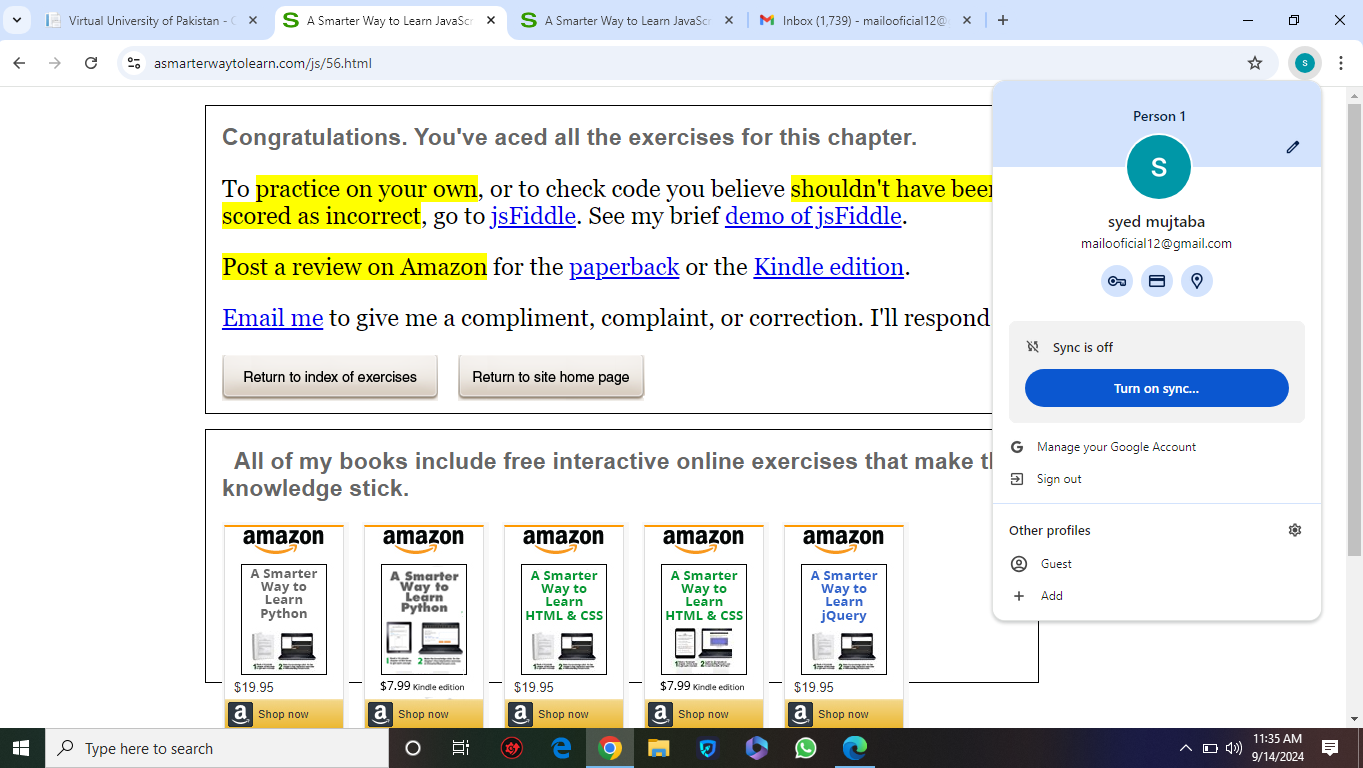 Virtual University of Pakistan -
A Smarter Way to Learn JavaScr
A Smarter Way to Learn JavaScr
Inbox (1,739) - mailooficial12@
asmarterwaytolearn.com/js/56.html
S
Person 1
S
syed mujtaba
mailooficial12@gmail.com
Sync is off
Turn on sync...
Manage your Google Account
Sign out
Other profiles
Guest
Add
Congratulations. You've aced all the exercises for this chapter.
To practice on your own, or to check code you believe shouldn't have been
scored as incorrect, go to jsFiddle. See my brief demo of jsFiddle.
Post a review on Amazon for the paperback or the Kindle edition.
Email me to give me a compliment, complaint, or correction. I'll respond
Return to index of exercises
Return to site home page
All of my books include free interactive online exercises that make th
knowledge stick.
amazon
A Smarter
Way to
Learn
Python
$19.95
Shop now
amazon
A Smarter
Way to
Learn
Python
$7.99 Kindle edition
Shop now
amazon
A Smarter
Way to
Learn
HTML & CSS
$19.95
Shop now
amazon
A Smarter
Way to
Learn
HTML & CSS
$7.99 Kindle edition
Shop now
amazon
A Smarter
Way to
Learn
jQuery
$19.95
Shop now
Type here to search
11:35 AM
9/14/2024